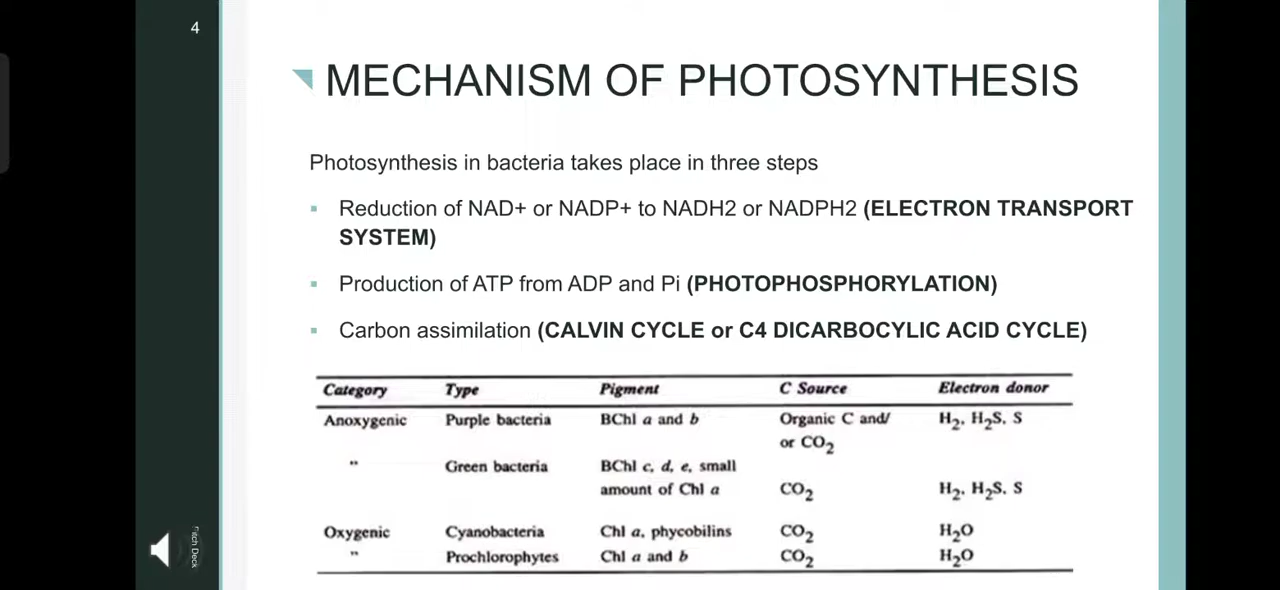 4
MECHANISM OF PHOTOSYNTHESIS
Photosynthesis in bacteria takes place in three steps
▪ Reduction of NAD+ or NADP+ to NADH2 or NADPH2 (ELECTRON TRANSPORT
SYSTEM)
▪ Production of ATP from ADP and Pi (PHOTOPHOSPHORYLATION)
▪ Carbon assimilation (CALVIN CYCLE or C4 DICARBOCYLIC ACID CYCLE)
Category Type Pigment C Source Electron donor
Anoxygenic Purple bacteria BChl a and b Organic C and/ H₂, H₂S, S
or CO₂
" Green bacteria BChl c, d, e, small
amount of Chl a CO₂ H₂, H₂S, S
Oxygenic Cyanobacteria Chl a, phycobilins CO₂ H₂O
" Prochlorophytes Chl a and b CO₂ H₂O
Pitch Deck